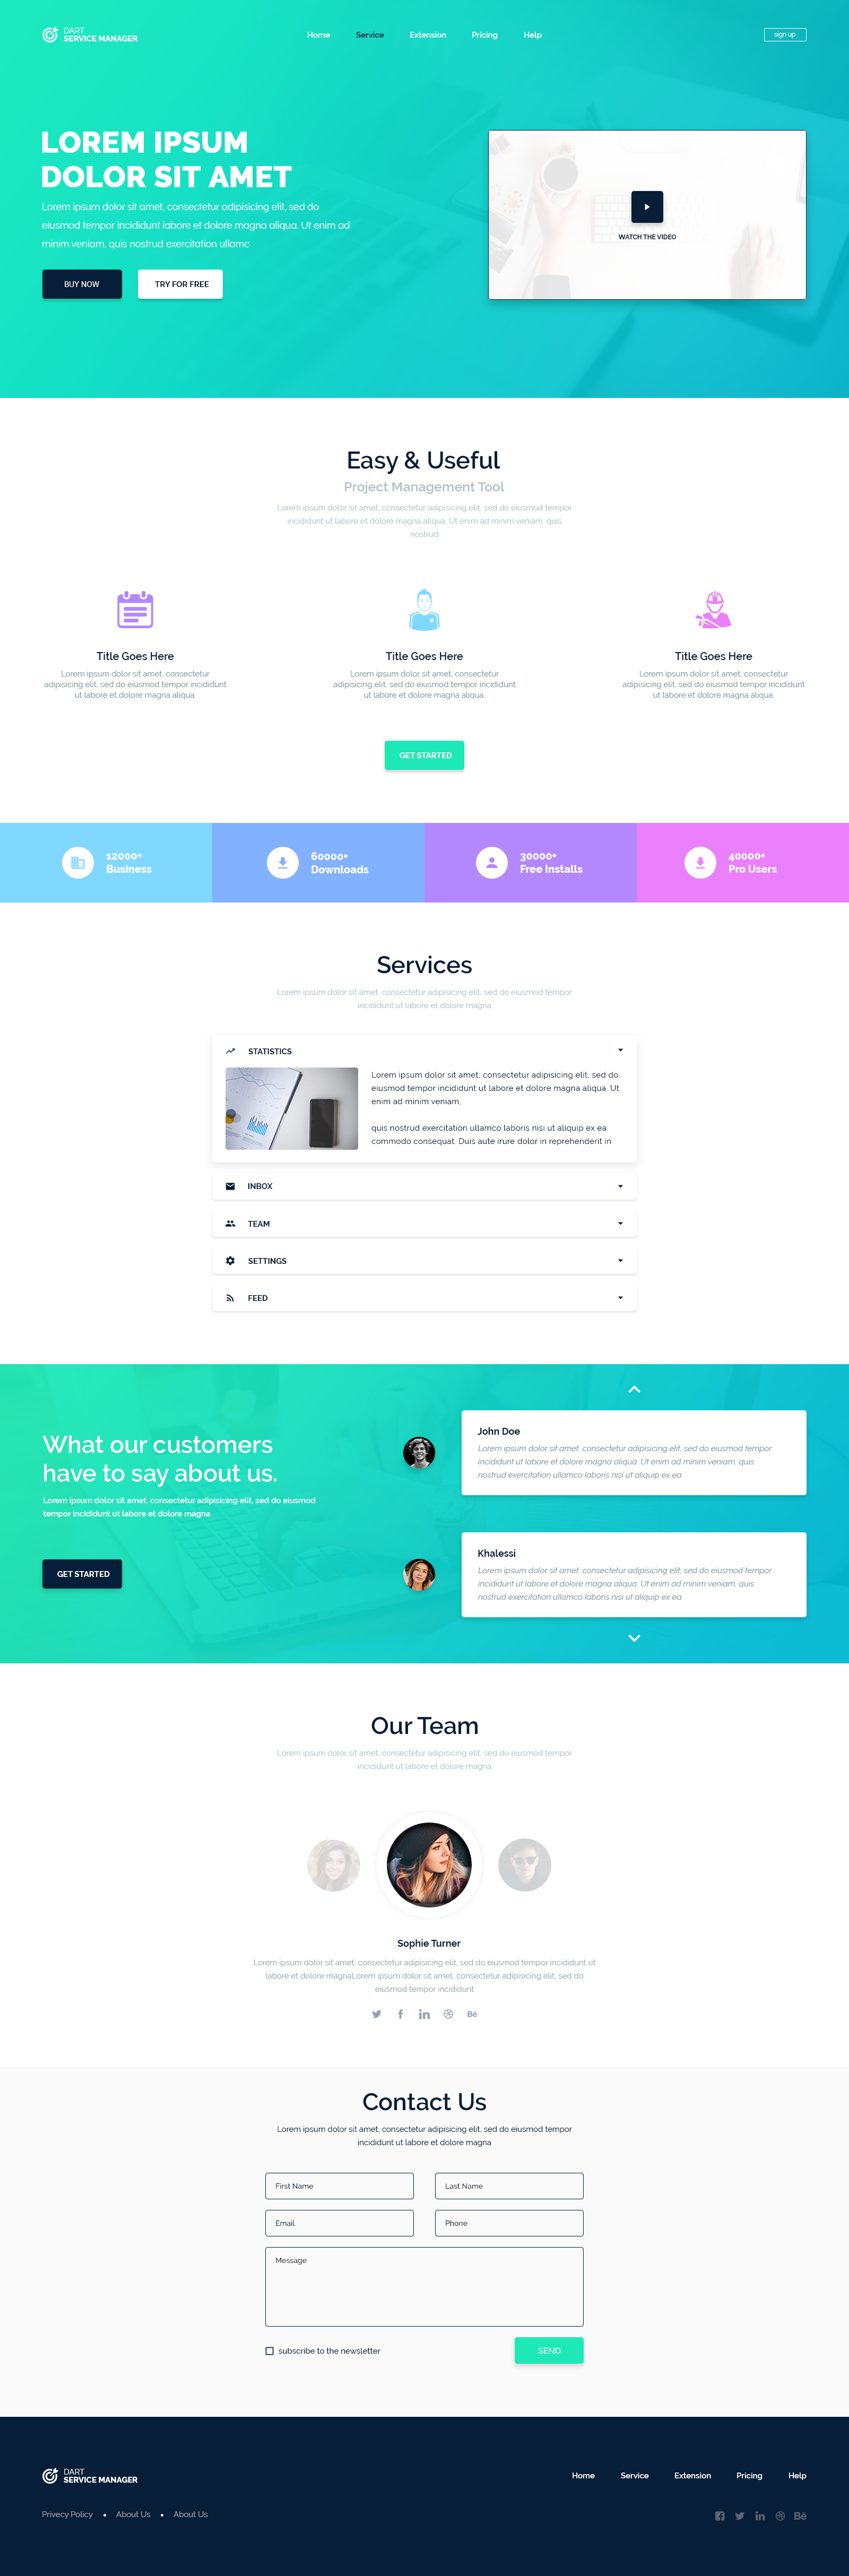 DART
SERVICE MANAGER
Home
Service
Extension
Pricing
Help
sign up
LOREM IPSUM
DOLOR SIT AMET
Lorem ipsum dolor sit amet, consectetur adipisicing elit, sed do
eiusmod tempor incididunt ut labore et dolore magna aliqua. Ut enim ad
minim veniam, quis nostrud exercitation ullamc
BUY NOW
TRY FOR FREE
WATCH THE VIDEO
Easy & Useful
Project Management Tool
Lorem ipsum dolor sit amet, consectetur adipisicing elit, sed do eiusmod tempor
incididunt ut labore et dolore magna aliqua. Ut enim ad minim veniam, quis
nostrud
Title Goes Here
Lorem ipsum dolor sit amet, consectetur
adipisicing elit, sed do eiusmod tempor incididunt
ut labore et dolore magna aliqua.
Title Goes Here
Lorem ipsum dolor sit amet, consectetur
adipisicing elit, sed do eiusmod tempor incididunt
ut labore et dolore magna aliqua.
Title Goes Here
Lorem ipsum dolor sit amet, consectetur
adipisicing elit, sed do eiusmod tempor incididunt
ut labore et dolore magna aliqua.
GET STARTED
12000+
Business
60000+
Downloads
30000+
Free Installs
40000+
Pro Users
Services
Lorem ipsum dolor sit amet, consectetur adipisicing elit, sed do eiusmod tempor
incididunt ut labore et dolore magna
STATISTICS
Lorem ipsum dolor sit amet, consectetur adipisicing elit, sed do
eiusmod tempor incididunt ut labore et dolore magna aliqua. Ut
enim ad minim veniam,
quis nostrud exercitation ullamco laboris nisi ut aliquip ex ea
commodo consequat. Duis aute irure dolor in reprehenderit in
INBOX
TEAM
SETTINGS
FEED
What our customers
have to say about us.
Lorem ipsum dolor sit amet, consectetur adipisicing elit, sed do eiusmod
tempor incididunt ut labore et dolore magna
GET STARTED
John Doe
Lorem ipsum dolor sit amet, consectetur adipisicing elit, sed do eiusmod tempor
incididunt ut labore et dolore magna aliqua. Ut enim ad minim veniam, quis
nostrud exercitation ullamco laboris nisi ut aliquip ex ea
Khalessi
Lorem ipsum dolor sit amet, consectetur adipisicing elit, sed do eiusmod tempor
incididunt ut labore et dolore magna aliqua. Ut enim ad minim veniam, quis
nostrud exercitation ullamco laboris nisi ut aliquip ex ea
Our Team
Lorem ipsum dolor sit amet, consectetur adipisicing elit, sed do eiusmod tempor
incididunt ut labore et dolore magna
Sophie Turner
Lorem ipsum dolor sit amet, consectetur adipisicing elit, sed do eiusmod tempor incididunt ut
labore et dolore magnaLorem ipsum dolor sit amet, consectetur adipisicing elit, sed do
eiusmod tempor incididunt
Contact Us
Lorem ipsum dolor sit amet, consectetur adipisicing elit, sed do eiusmod tempor
incididunt ut labore et dolore magna
First Name
Last Name
Email
Phone
Message
subscribe to the newsletter
SEND
DART
SERVICE MANAGER
Home
Service
Extension
Pricing
Help
Privecy Policy
About Us
About Us